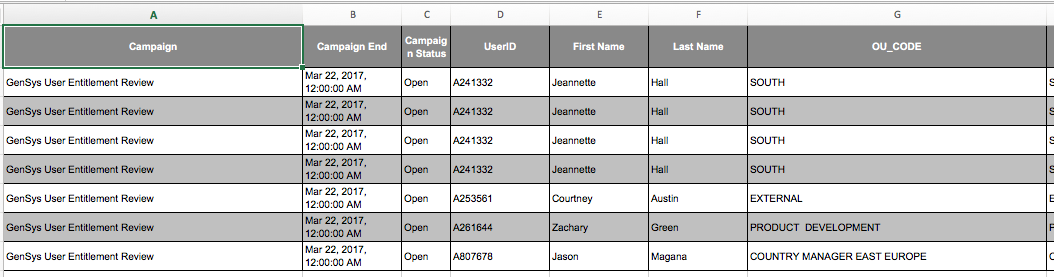 A B C D E F G
Campaign Campaign End Campaig UserID First Name Last Name OU_CODE
n Status
GenSys User Entitlement Review Mar 22, 2017, Open A241332 Jeannette Hall SOUTH S
12:00:00 AM
GenSys User Entitlement Review Mar 22, 2017, Open A241332 Jeannette Hall SOUTH S
12:00:00 AM
GenSys User Entitlement Review Mar 22, 2017, Open A241332 Jeannette Hall SOUTH S
12:00:00 AM
GenSys User Entitlement Review Mar 22, 2017, Open A241332 Jeannette Hall SOUTH S
12:00:00 AM
GenSys User Entitlement Review Mar 22, 2017, Open A253561 Courtney Austin EXTERNAL E
12:00:00 AM
GenSys User Entitlement Review Mar 22, 2017, Open A261644 Zachary Green PRODUCT  DEVELOPMENT
12:00:00 AM
GenSys User Entitlement Review Mar 22, 2017, Open A807678 Jason Magana COUNTRY MANAGER EAST EUROPE
12:00:00 AM